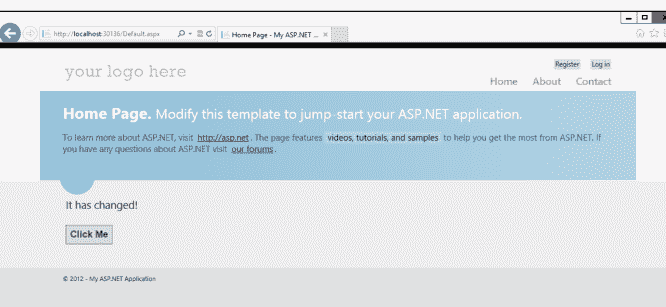 http://localhost:30136/Default.aspx
Home Page - My ASP.NET ...
Register Log in
your logo here
Home About Contact
Home Page. Modify this template to jump-start your ASP.NET application.
To learn more about ASP.NET, visit http://asp.net. The page features videos, tutorials, and samples to help you get the most from ASP.NET. If
you have any questions about ASP.NET visit our forums.
It has changed!
Click Me
© 2012 - My ASP.NET Application